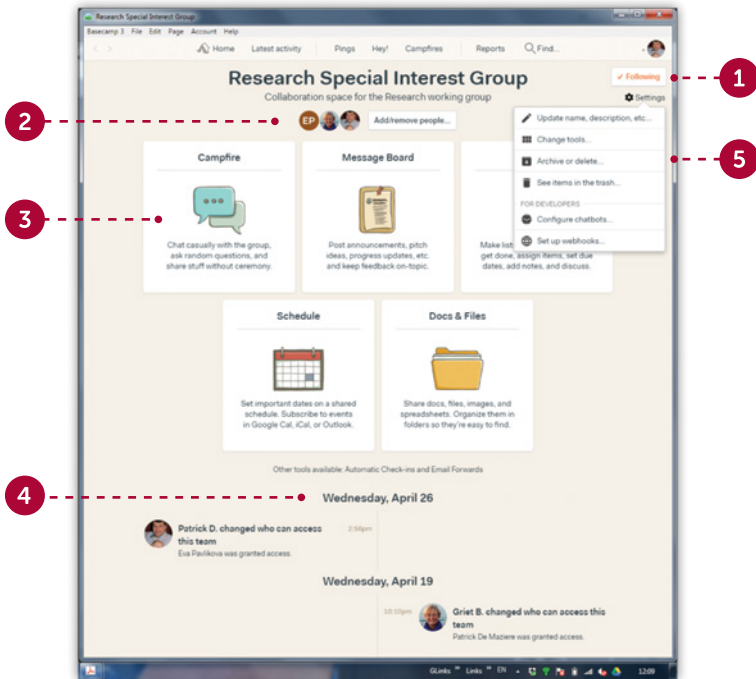 Research Special Interest Group
Basecamp 3 File Edit Page Account Help
Home Latest activity Pings Hey! Campfires Reports Find...
Research Special Interest Group
✓ Following
1
Collaboration space for the Research working group
Settings
2
EP
Add/remove people...
Update name, description, etc...
Change tools...
5
Archive or delete...
See items in the trash...
FOR DEVELOPERS
Configure chatbots...
Set up webhooks...
Campfire
3
Chat casually with the group,
ask random questions, and
share stuff without ceremony.
Message Board
Post announcements, pitch
ideas, progress updates, etc.
and keep feedback on-topic.
Make list
get done, assign items, set due
dates, add notes, and discuss.
Schedule
Set important dates on a shared
schedule. Subscribe to events
in Google Cal, iCal, or Outlook.
Docs & Files
Share docs, files, images, and
spreadsheets. Organize them in
folders so they're easy to find.
Other tools available: Automatic Check-ins and Email Forwards
4
Wednesday, April 26
Patrick D. changed who can access
this team
2:56pm
Eva Pavlikova was granted access.
Wednesday, April 19
10:10pm
Griet B. changed who can access this
team
Patrick De Maziere was granted access.
GLinks » Links » EN 12:09